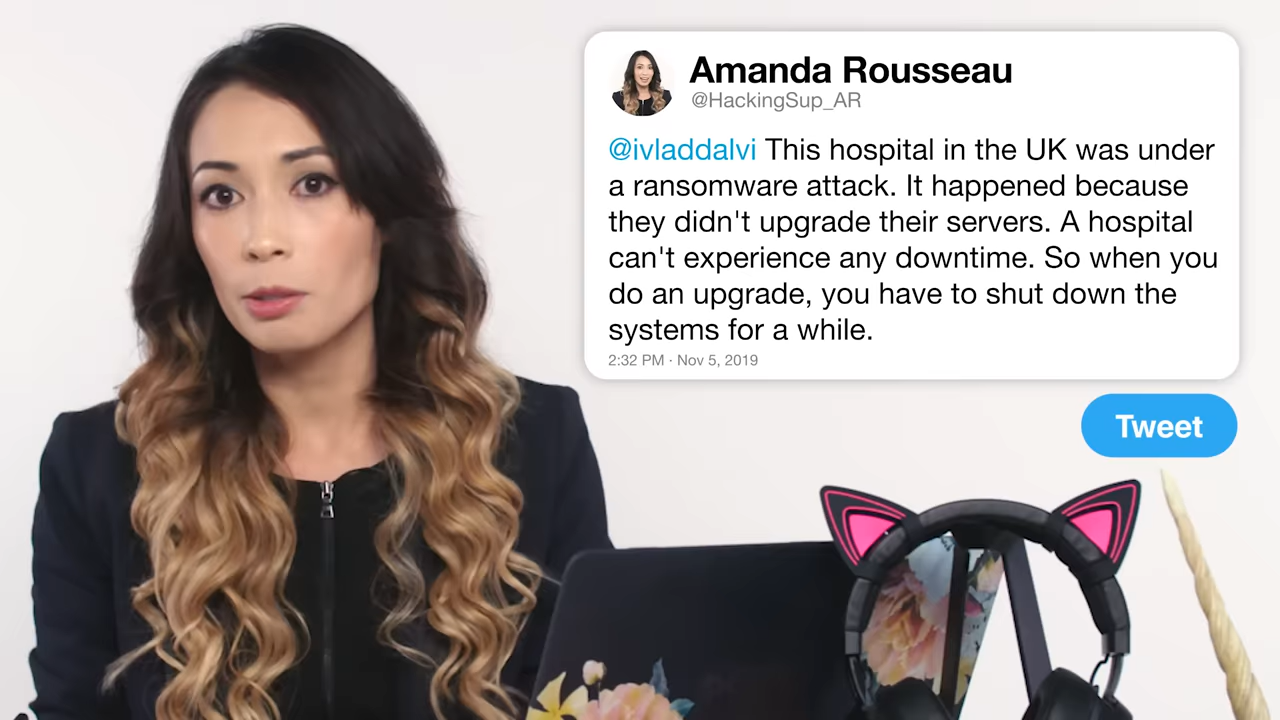 Amanda Rousseau
@HackingSup_AR
@ivladdalvi This hospital in the UK was under
a ransomware attack. It happened because
they didn't upgrade their servers. A hospital
can't experience any downtime. So when you
do an upgrade, you have to shut down the
systems for a while.
2:32 PM · Nov 5, 2019
Tweet